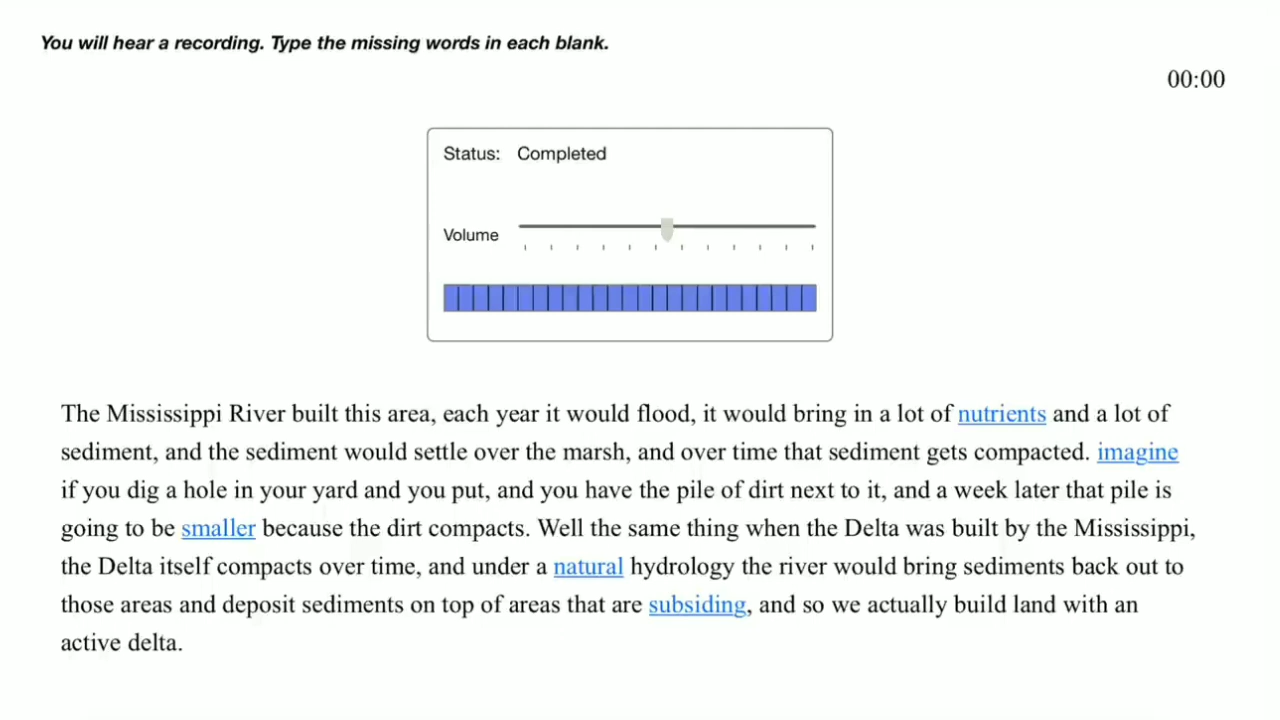 You will hear a recording. Type the missing words in each blank.
00:00
Status: Completed
Volume
The Mississippi River built this area, each year it would flood, it would bring in a lot of nutrients and a lot of
sediment, and the sediment would settle over the marsh, and over time that sediment gets compacted. imagine
if you dig a hole in your yard and you put, and you have the pile of dirt next to it, and a week later that pile is
going to be smaller because the dirt compacts. Well the same thing when the Delta was built by the Mississippi,
the Delta itself compacts over time, and under a natural hydrology the river would bring sediments back out to
those areas and deposit sediments on top of areas that are subsiding, and so we actually build land with an
active delta.